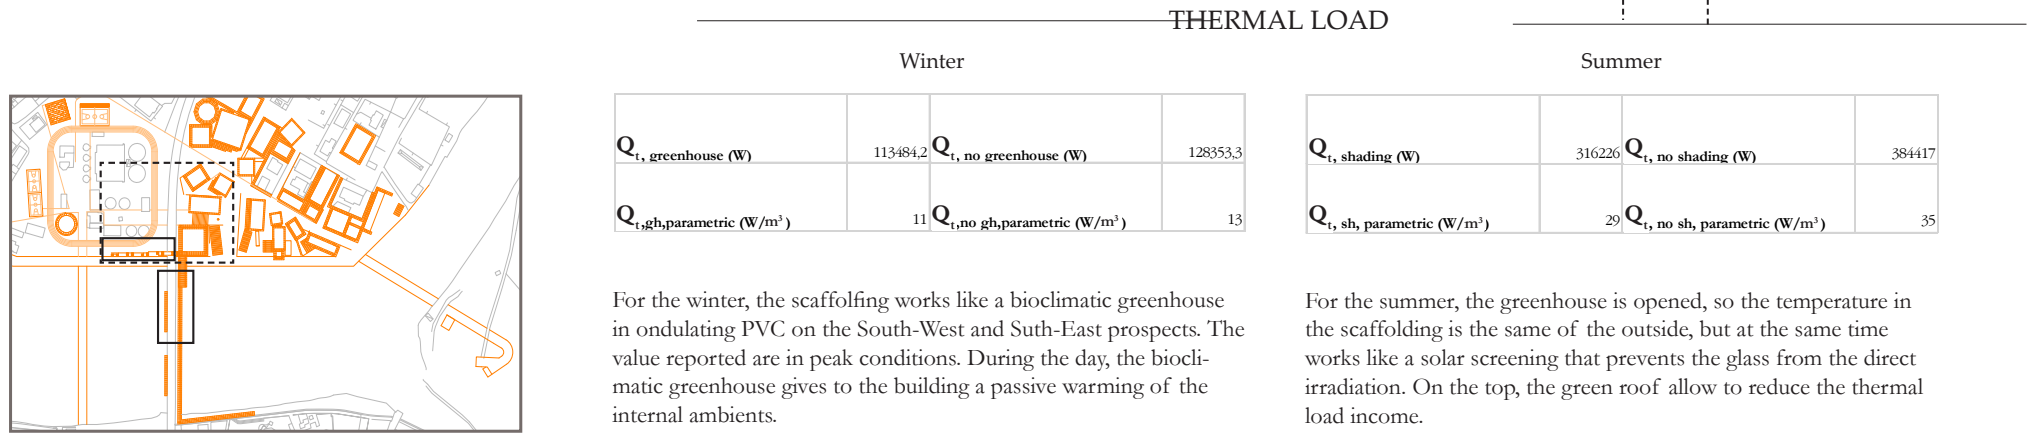 THERMAL LOAD
Winter
Qt, greenhouse (W) 113484,2 Qt, no greenhouse (W) 128353,3
Qt,gh,parametric (W/m³) 11 Qt,no gh,parametric (W/m³) 13
For the winter, the scaffolfing works like a bioclimatic greenhouse
in ondulating PVC on the South-West and Suth-East prospects. The
value reported are in peak conditions. During the day, the biocli-
matic greenhouse gives to the building a passive warming of the
internal ambients.
Summer
Qt, shading (W) 316226 Qt, no shading (W) 384417
Qt, sh, parametric (W/m³) 29 Qt, no sh, parametric (W/m³) 35
For the summer, the greenhouse is opened, so the temperature in
the scaffolding is the same of the outside, but at the same time
works like a solar screening that prevents the glass from the direct
irradiation. On the top, the green roof allow to reduce the thermal
load income.